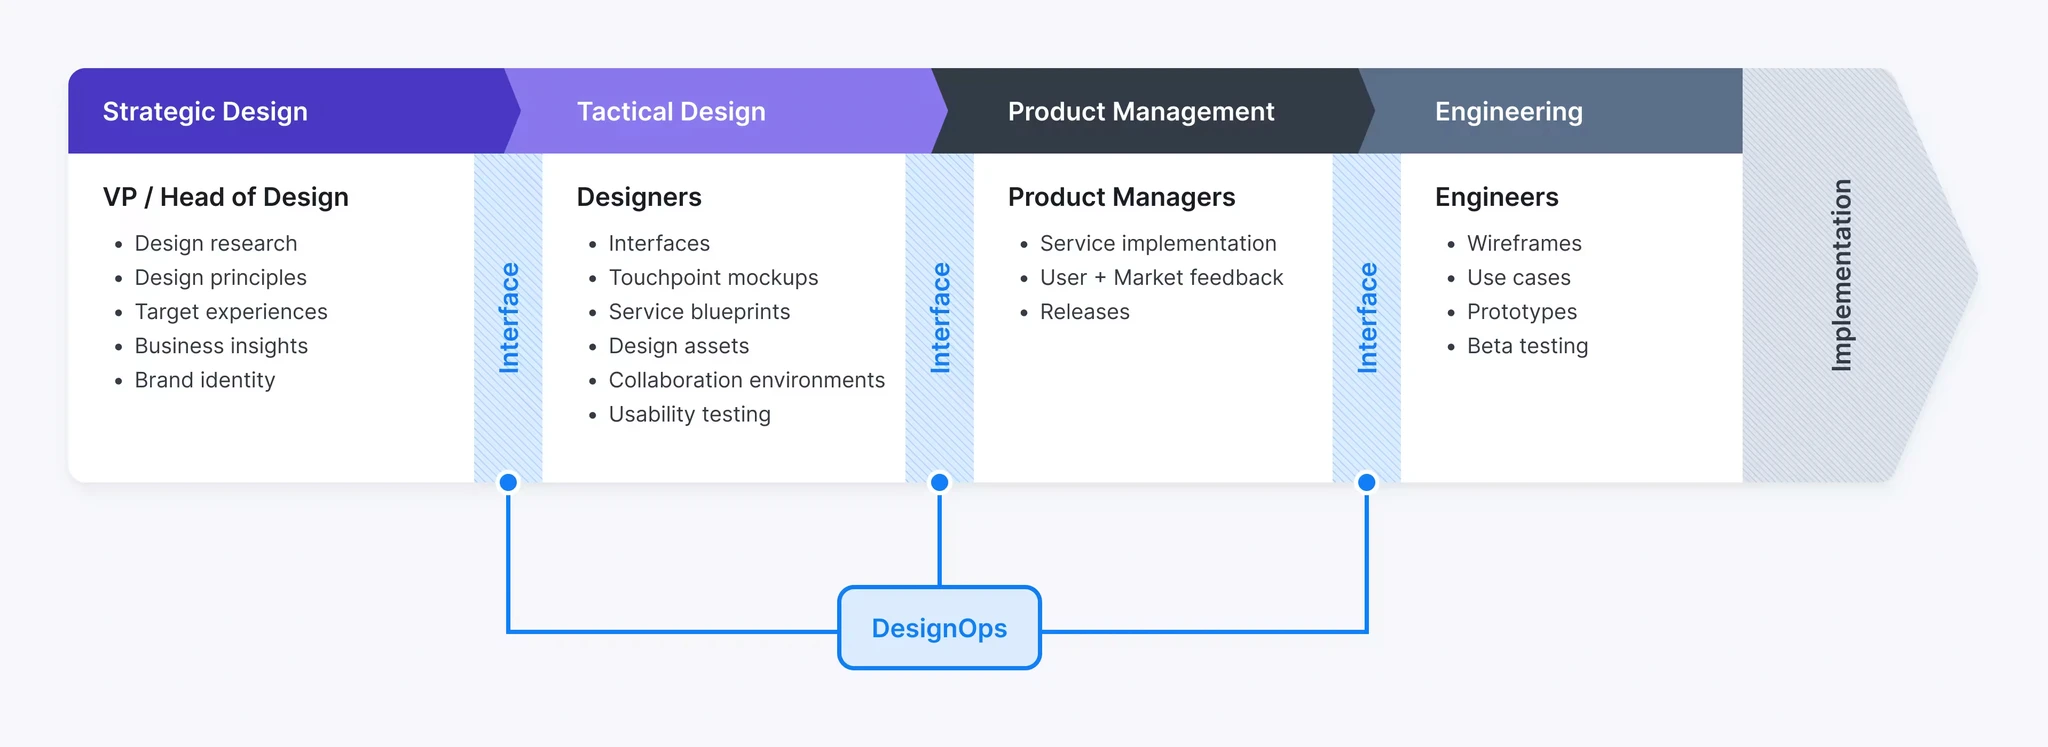 Strategic Design
Tactical Design
Product Management
Engineering
VP / Head of Design
• Design research
• Design principles
• Target experiences
• Business insights
• Brand identity
Interface
Designers
• Interfaces
• Touchpoint mockups
• Service blueprints
• Design assets
• Collaboration environments
• Usability testing
Interface
Product Managers
• Service implementation
• User + Market feedback
• Releases
Interface
Engineers
• Wireframes
• Use cases
• Prototypes
• Beta testing
Implementation
DesignOps